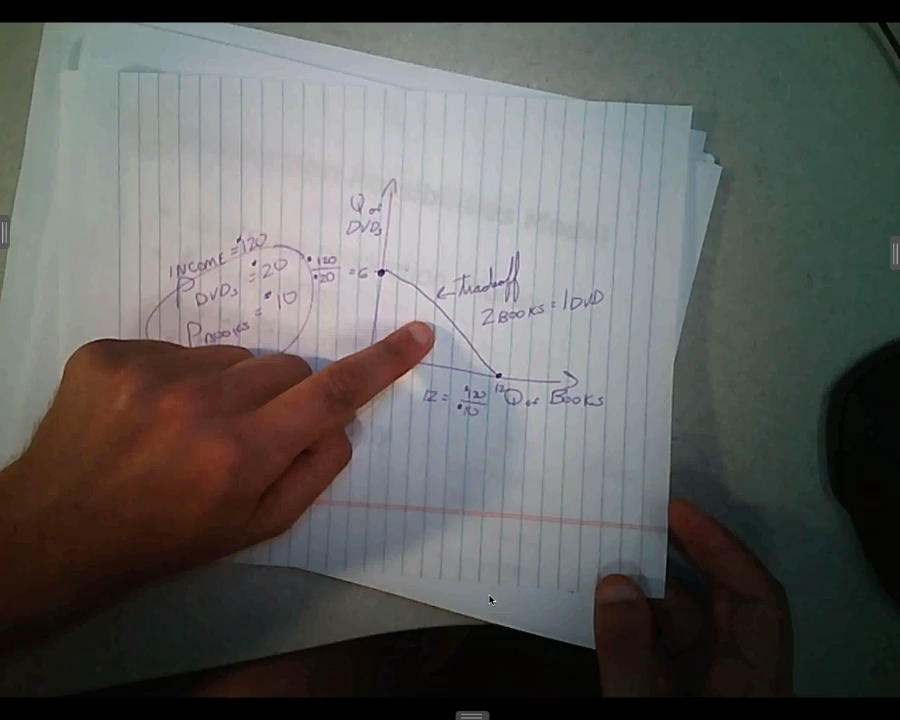 Q of
DVDs
INCOME = $120
P DVDs = $20
P BOOKS = $10
$120
$20
= 6
← Tradeoff
2 BOOKS = 1 DVD
12 = $120
$10
12
Q of Books